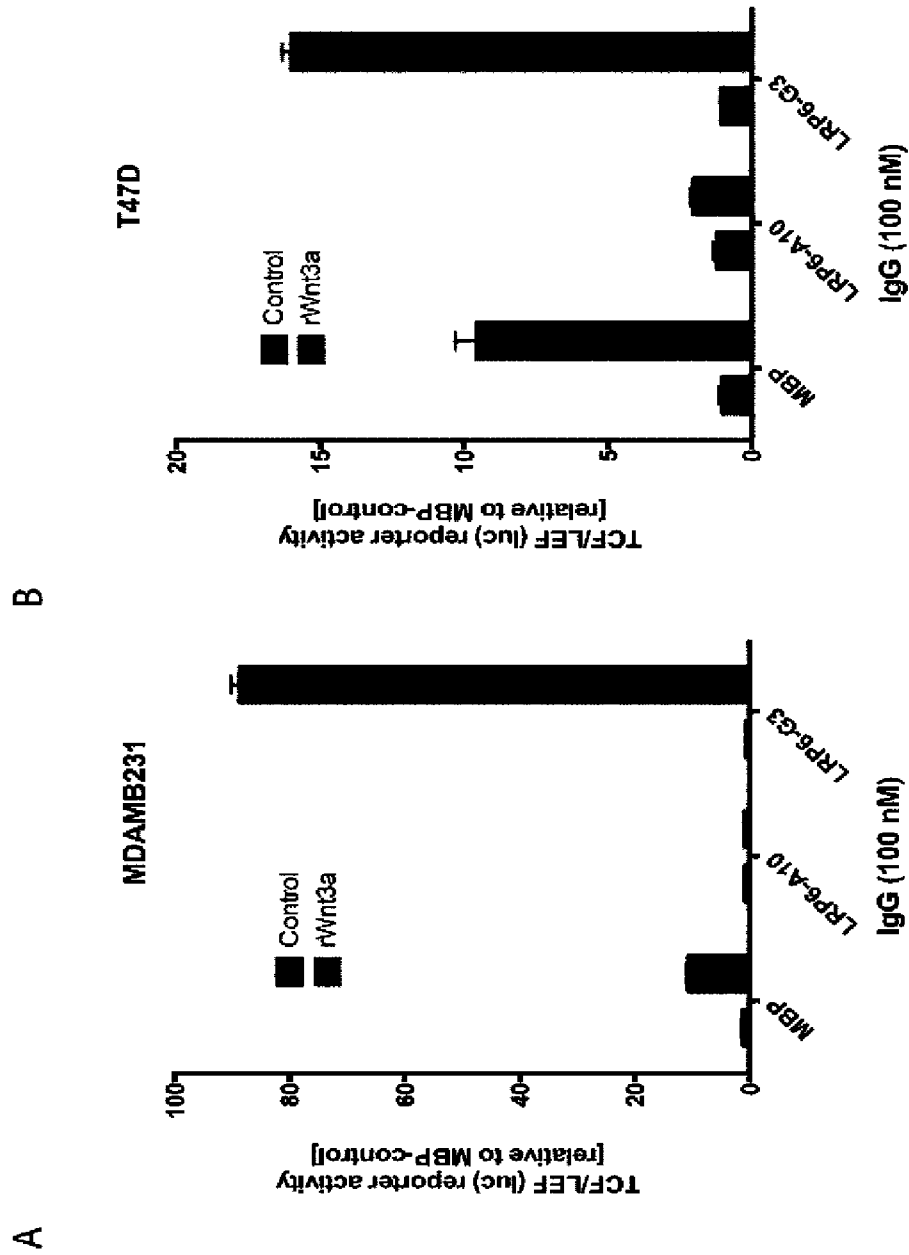 A
MDAMB231
TCF/LEF (luc) reporter activity
[relative to MBP-control]
100
80
60
40
20
0
Control
rWnt3a
MBP
LRP6-A10
LRP6-G3
IgG (100 nM)
B
T47D
TCF/LEF (luc) reporter activity
[relative to MBP-control]
20
15
10
5
0
Control
rWnt3a
MBP
LRP6-A10
LRP6-G3
IgG (100 nM)